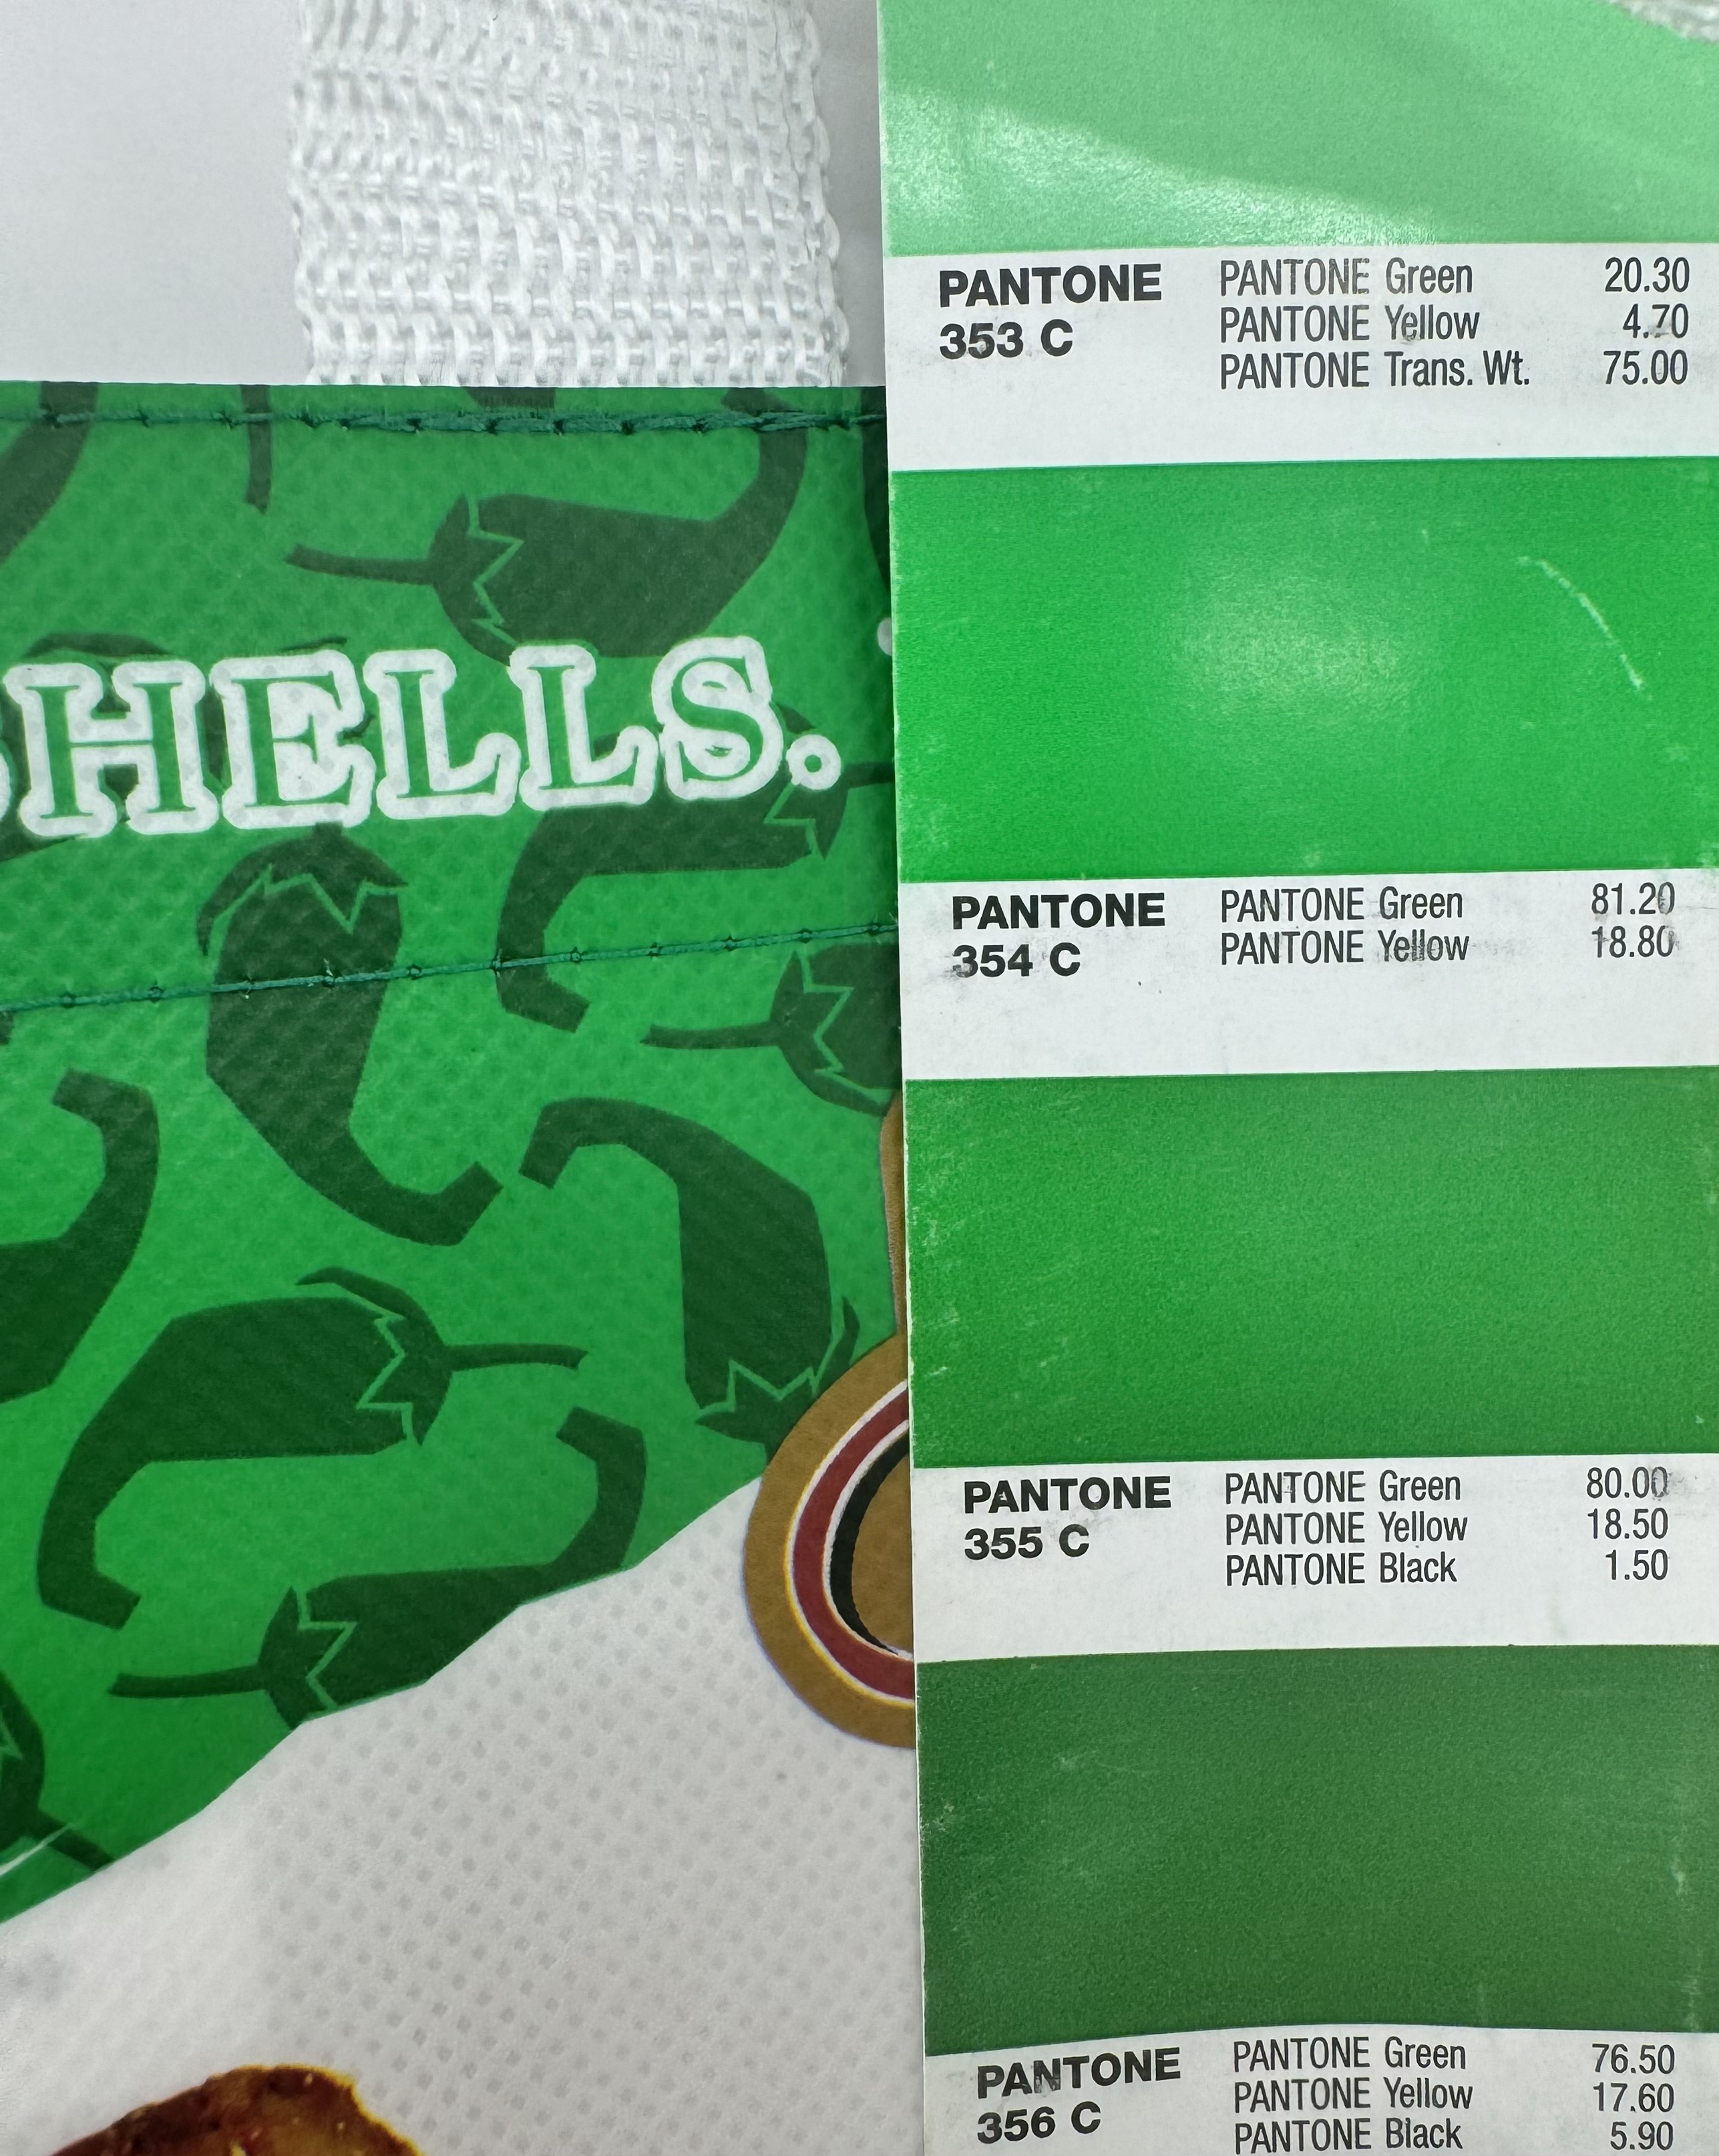 SHELLS.
PANTONE
353 C
PANTONE Green 20.30
PANTONE Yellow 4.70
PANTONE Trans. Wt. 75.00
PANTONE
354 C
PANTONE Green 81.20
PANTONE Yellow 18.80
PANTONE
355 C
PANTONE Green 80.00
PANTONE Yellow 18.50
PANTONE Black 1.50
PANTONE
356 C
PANTONE Green 76.50
PANTONE Yellow 17.60
PANTONE Black 5.90